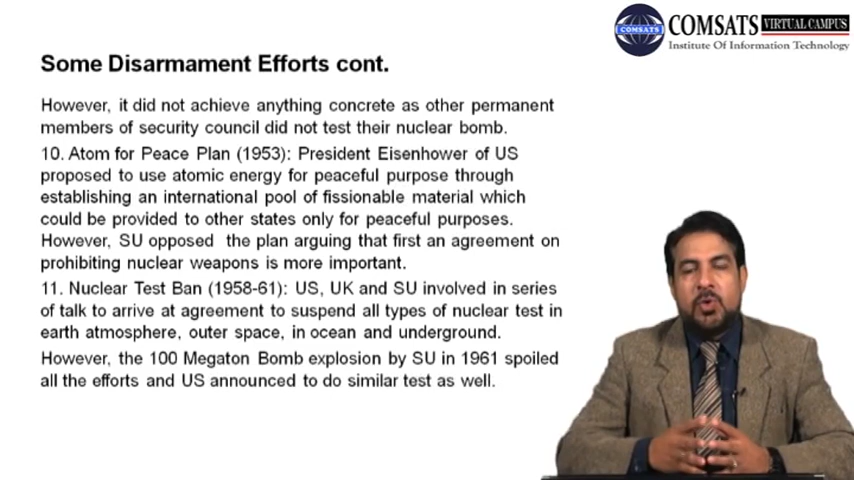 COMSATS
COMSATS VIRTUAL CAMPUS
Institute Of Information Technology
Some Disarmament Efforts cont.
However, it did not achieve anything concrete as other permanent
members of security council did not test their nuclear bomb.
10. Atom for Peace Plan (1953): President Eisenhower of US
proposed to use atomic energy for peaceful purpose through
establishing an international pool of fissionable material which
could be provided to other states only for peaceful purposes.
However, SU opposed the plan arguing that first an agreement on
prohibiting nuclear weapons is more important.
11. Nuclear Test Ban (1958-61): US, UK and SU involved in series
of talk to arrive at agreement to suspend all types of nuclear test in
earth atmosphere, outer space, in ocean and underground.
However, the 100 Megaton Bomb explosion by SU in 1961 spoiled
all the efforts and US announced to do similar test as well.